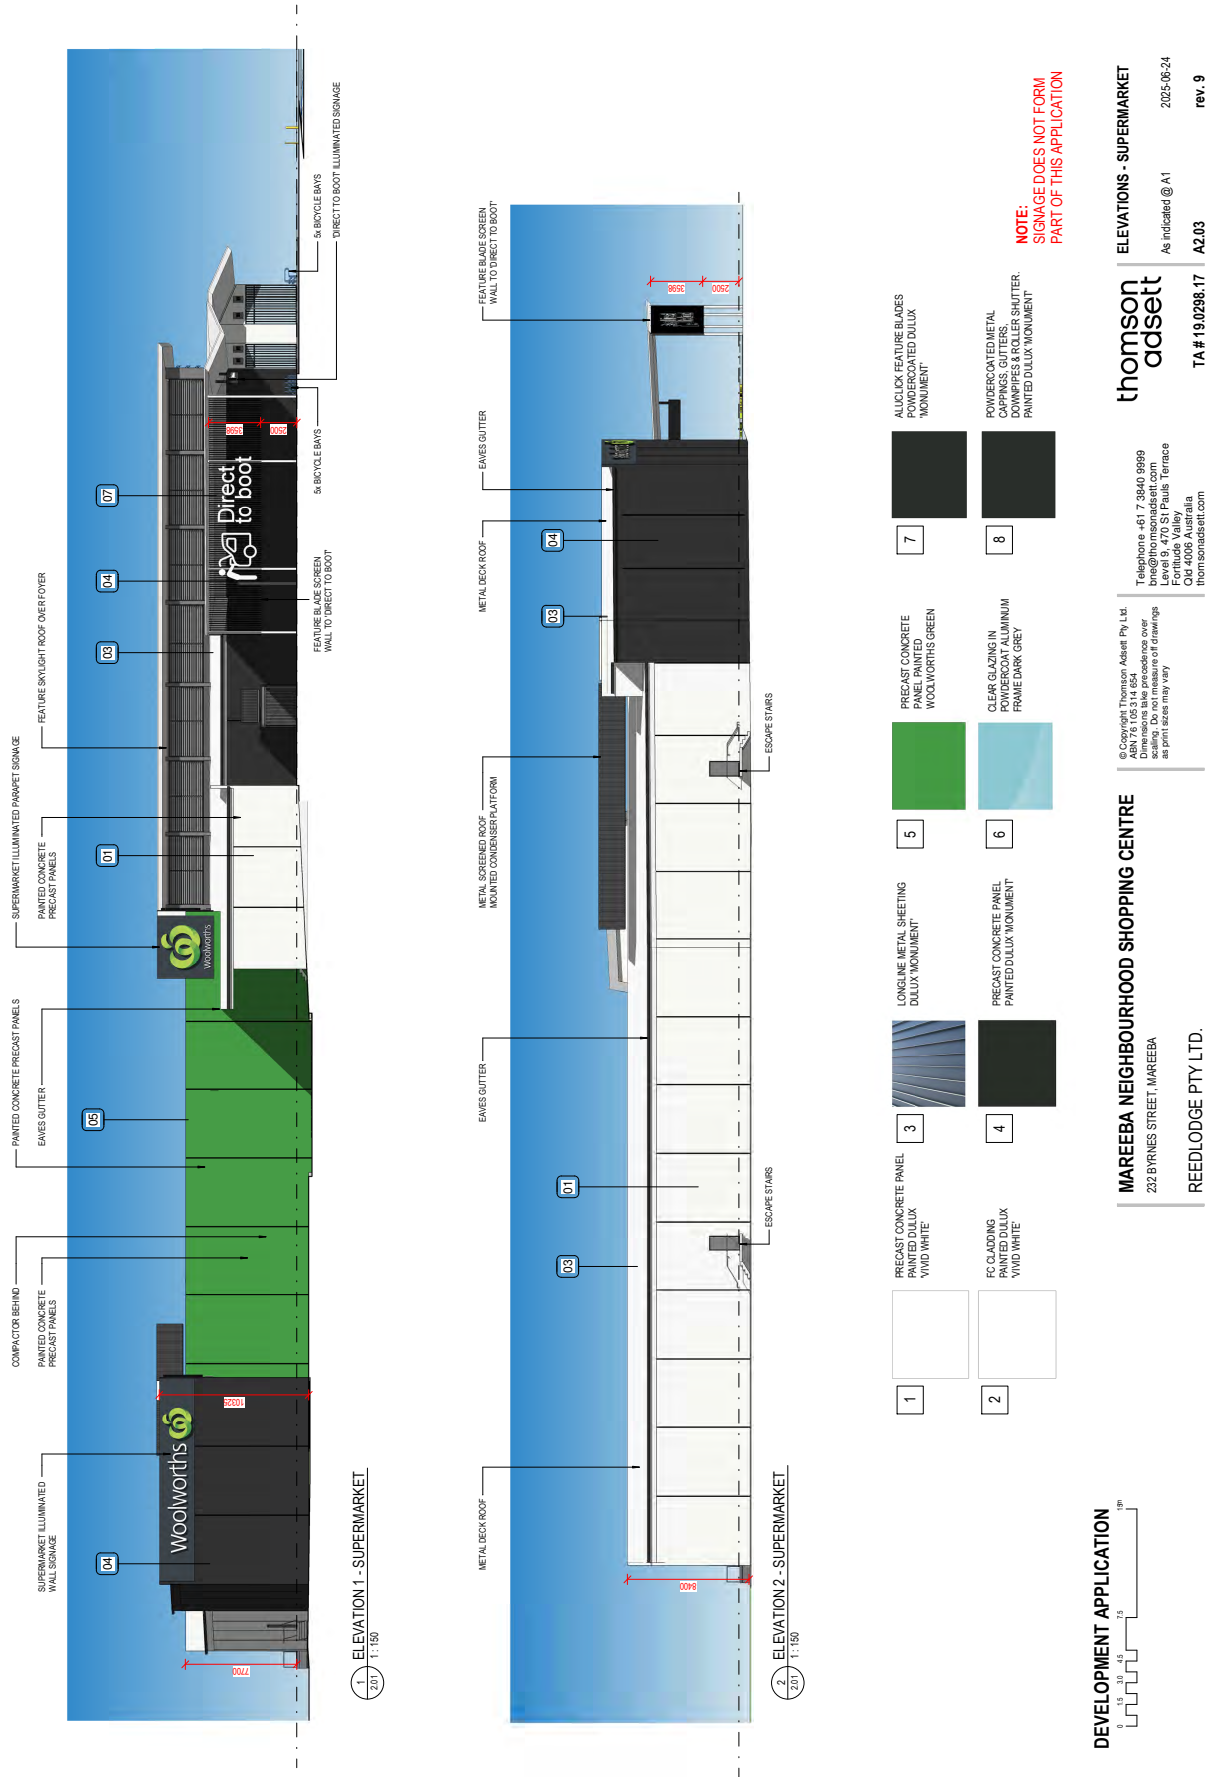 SUPERMARKET ILLUMINATED
WALL SIGNAGE
COMPACTOR BEHIND
PAINTED CONCRETE
PRECAST PANELS
PAINTED CONCRETE PRECAST PANELS
EAVES GUTTER
SUPERMARKET ILLUMINATED PARAPET SIGNAGE
PAINTED CONCRETE
PRECAST PANELS
FEATURE SKYLIGHT ROOF OVER FOYER
04
05
01
03
04
07
Woolworths
Woolworths
Direct
to boot
7700
10325
3598
2500
FEATURE BLADE SCREEN
WALL TO 'DIRECT TO BOOT'
5x BICYCLE BAYS
5x BICYCLE BAYS
'DIRECT TO BOOT' ILLUMINATED SIGNAGE
1
2.01
ELEVATION 1 - SUPERMARKET
1 : 150
METAL DECK ROOF
EAVES GUTTER
METAL SCREENED ROOF
MOUNTED CONDENSER PLATFORM
METAL DECK ROOF
EAVES GUTTER
FEATURE BLADE SCREEN
WALL TO 'DIRECT TO BOOT'
03
01
03
04
8400
3598
2500
ESCAPE STAIRS
ESCAPE STAIRS
2
2.01
ELEVATION 2 - SUPERMARKET
1 : 150
1
PRECAST CONCRETE PANEL
PAINTED DULUX
'VIVID WHITE'
2
FC CLADDING
PAINTED DULUX
'VIVID WHITE'
3
LONGLINE METAL SHEETING
DULUX 'MONUMENT'
4
PRECAST CONCRETE PANEL
PAINTED DULUX 'MONUMENT'
5
PRECAST CONCRETE
PANEL PAINTED
WOOLWORTHS GREEN
6
CLEAR GLAZING IN
POWDERCOAT ALUMINUM
FRAME DARK GREY
7
ALUCLICK FEATURE BLADES
POWDERCOATED DULUX
'MONUMENT'
8
POWDERCOATED METAL
CAPPINGS, GUTTERS,
DOWNPIPES & ROLLER SHUTTER.
PAINTED DULUX 'MONUMENT'
NOTE:
SIGNAGE DOES NOT FORM
PART OF THIS APPLICATION
DEVELOPMENT APPLICATION
0 1.5 3.0 4.5 7.5 15m
MAREEBA NEIGHBOURHOOD SHOPPING CENTRE
232 BYRNES STREET, MAREEBA
REEDLODGE PTY LTD.
© Copyright Thomson Adsett Pty Ltd.
ABN 76 105 314 654
Dimensions take precedence over
scaling. Do not measure off drawings
as print sizes may vary
Telephone +61 7 3840 9999
bne@thomsonadsett.com
Level 9, 470 St Pauls Terrace
Fortitude Valley
Qld 4006 Australia
thomsonadsett.com
thomson
adsett
TA # 19.0298.17
ELEVATIONS - SUPERMARKET
As indicated @ A1
2025-06-24
A2.03
rev. 9